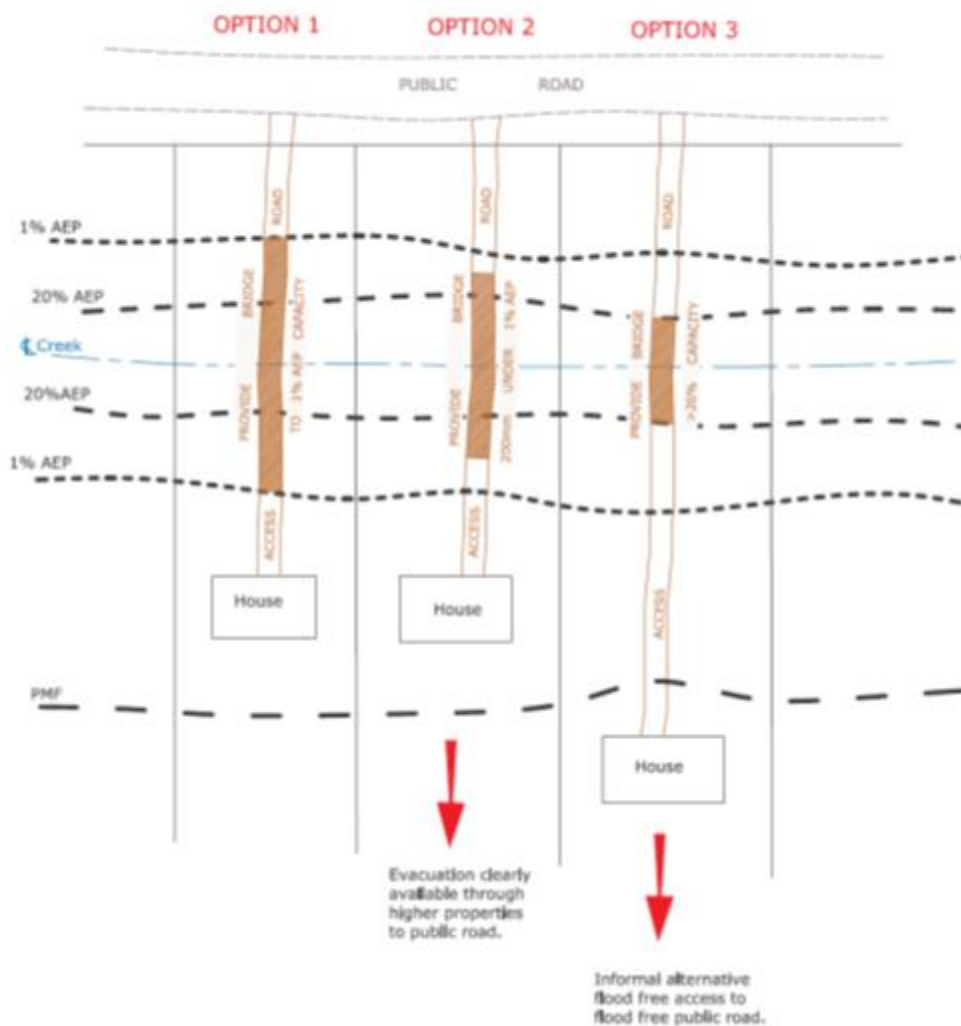 OPTION 1
OPTION 2
OPTION 3
PUBLIC ROAD
ROAD
ROAD
ROAD
1% AEP
20% AEP
℄ Creek
20%AEP
1% AEP
PROVIDE BRIDGE
TO 1% AEP CAPACITY
PROVIDE BRIDGE
200mm UNDER 1% AEP
PROVIDE BRIDGE
>20% CAPACITY
ACCESS
ACCESS
ACCESS
House
House
PMF
House
Evacuation clearly
available through
higher properties
to public road.
Informal alternative
flood free access to
flood free public road.